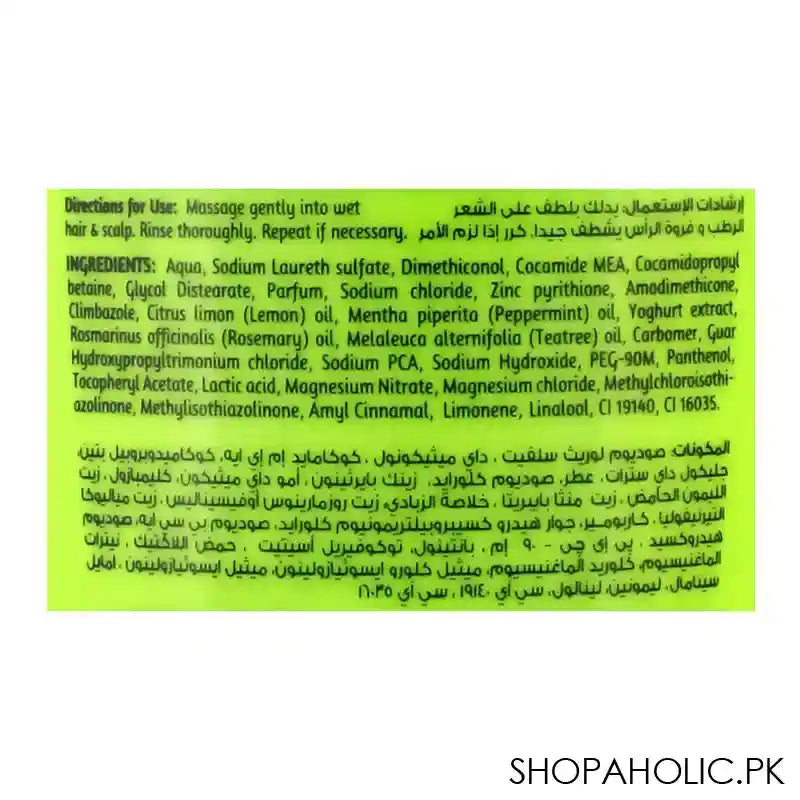 Directions for Use: Massage gently into wet
hair & scalp. Rinse thoroughly. Repeat if necessary.
إرشادات الإستعمال: يدلك بلطف على الشعر
الرطب و فروة الرأس يشطف جيدا. كرر إذا لزم الأمر.
INGREDIENTS: Aqua, Sodium Laureth sulfate, Dimethiconol, Cocamide MEA, Cocamidopropyl
betaine, Glycol Distearate, Parfum, Sodium chloride, Zinc pyrithione, Amodimethicone,
Climbazole, Citrus limon (Lemon) oil, Mentha piperita (Peppermint) oil, Yoghurt extract,
Rosmarinus officinalis (Rosemary) oil, Melaleuca alternifolia (Teatree) oil, Carbomer, Guar
Hydroxypropyltrimonium chloride, Sodium PCA, Sodium Hydroxide, PEG-90M, Panthenol,
Tocopheryl Acetate, Lactic acid, Magnesium Nitrate, Magnesium chloride, Methylchloroisothi-
azolinone, Methylisothiazolinone, Amyl Cinnamal, Limonene, Linalool, CI 19140, CI 16035.
المكونات: صوديوم لوريث سلفيت ، داي ميثيكونول ، كوكامايد إم إي ايه، كوكاميدوبروبيل بتين،
جليكول داي سترات، عطر، صوديوم كلورايد، زينك بايرثينون، أمو داي ميثيكون، كليمبازول، زيت
الليمون الحامض، زيت منثا بايبريتا ، خلاصة الزبادي، زيت روزمارينوس أوفيسيناليس، زيت ميلاليوكا
التيرنيفوليا ، كاربومير، جوار هيدرو كسيبروبيلتريمونيوم كلورايد، صوديوم بي سي ايه، صوديوم
هيدروكسيد ، بي إي جي - ٩٠ إم ، بانثينول، توكوفيريل أسيتيت ، حمض اللاكتيك ، نيترات
الماغنيسيوم، كلوريد الماغنيسيوم، ميثيل كلورو ايسوثيازولينون، ميثيل ايسوثيازولينون ، امايل
سينامال، ليمونين، لينالول، سي أي ١٩١٤٠ ، سي أي ١٦٠٣٥
SHOPAHOLIC.PK